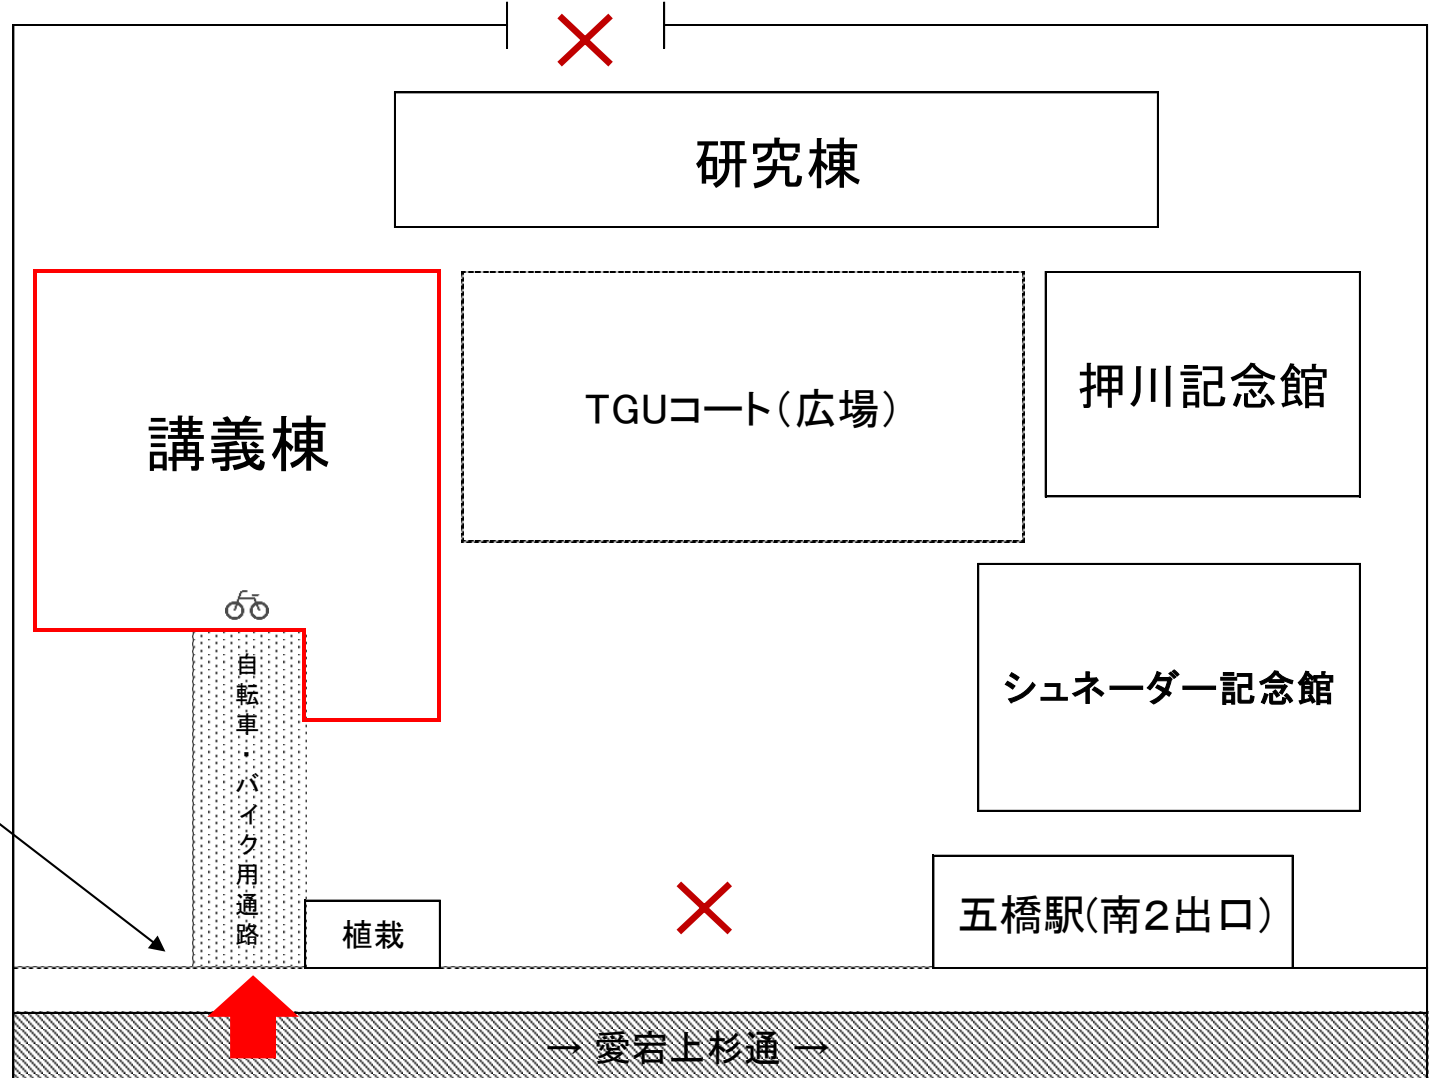 研究棟
講義棟
TGUコート(広場)
押川記念館
シュネーダー記念館
自転車・バイク用通路
植栽
五橋駅(南2出口)
→ 愛宕上杉通 →